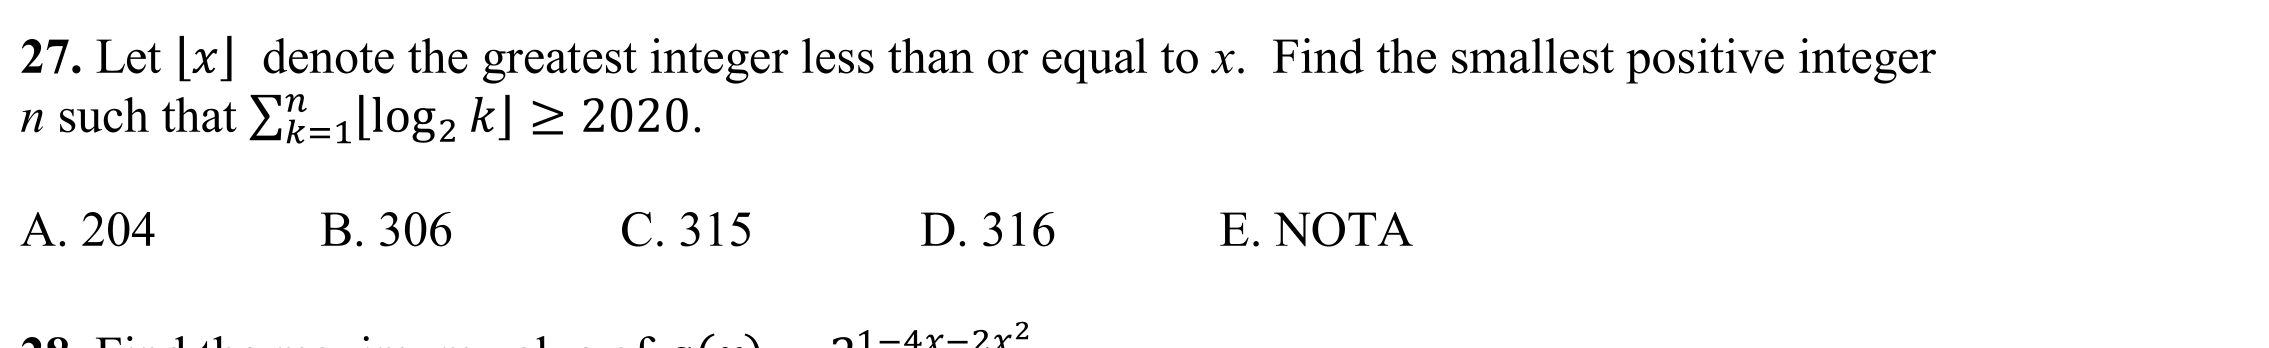 27. Let ⌊x⌋ denote the greatest integer less than or equal to x. Find the smallest positive integer
n such that ∑ⁿₖ₌₁⌊log₂ k⌋ ≥ 2020.
A. 204 B. 306 C. 315 D. 316 E. NOTA